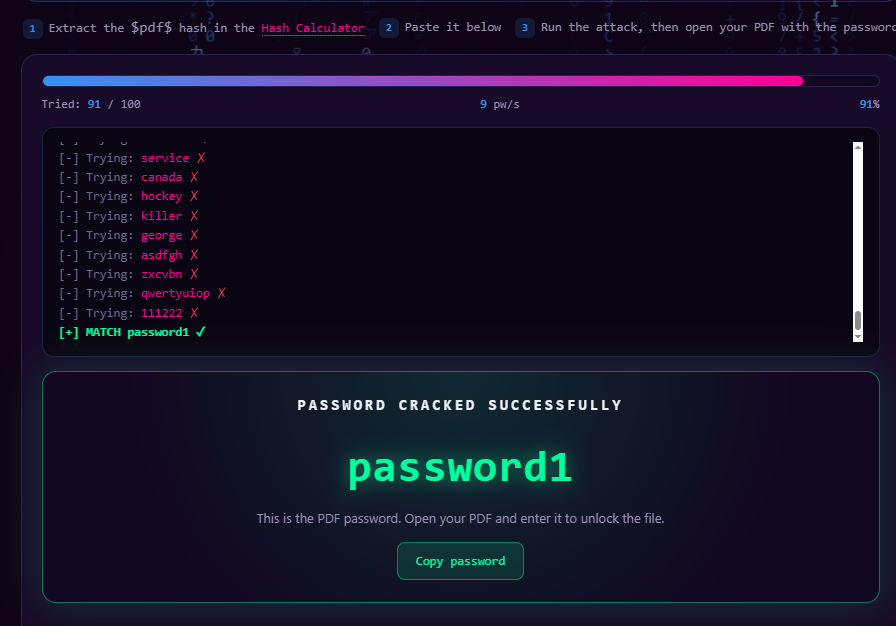 1 Extract the $pdf$ hash in the Hash Calculator 2 Paste it below 3 Run the attack, then open your PDF with the password
Tried: 91 / 100 9 pw/s 91%
[-] Trying: service ✗
[-] Trying: canada ✗
[-] Trying: hockey ✗
[-] Trying: killer ✗
[-] Trying: george ✗
[-] Trying: asdfgh ✗
[-] Trying: zxcvbn ✗
[-] Trying: qwertyuiop ✗
[-] Trying: 111222 ✗
[+] MATCH password1 ✓
PASSWORD CRACKED SUCCESSFULLY
password1
This is the PDF password. Open your PDF and enter it to unlock the file.
Copy password